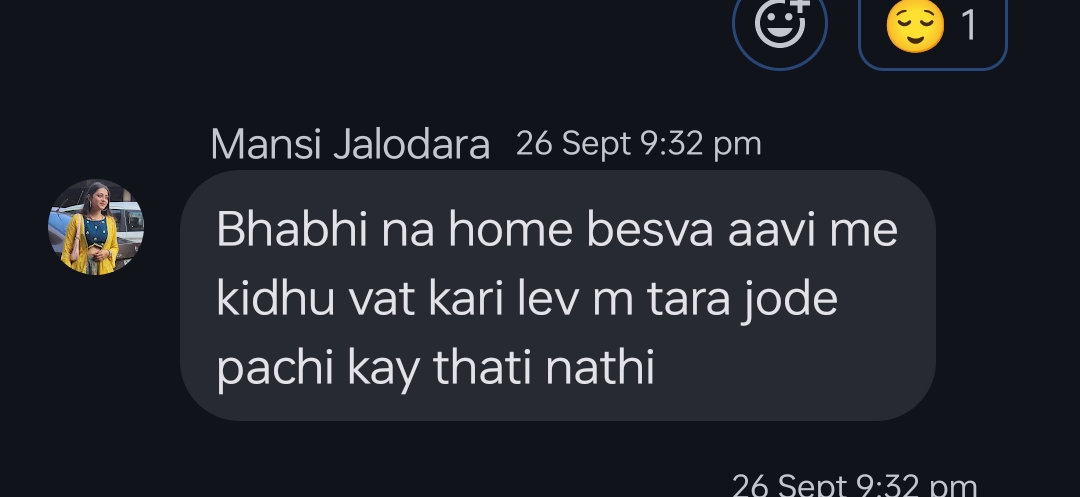 1
Mansi Jalodara 26 Sept 9:32 pm
Bhabhi na home besva aavi me
kidhu vat kari lev m tara jode
pachi kay thati nathi
26 Sept 9:32 pm